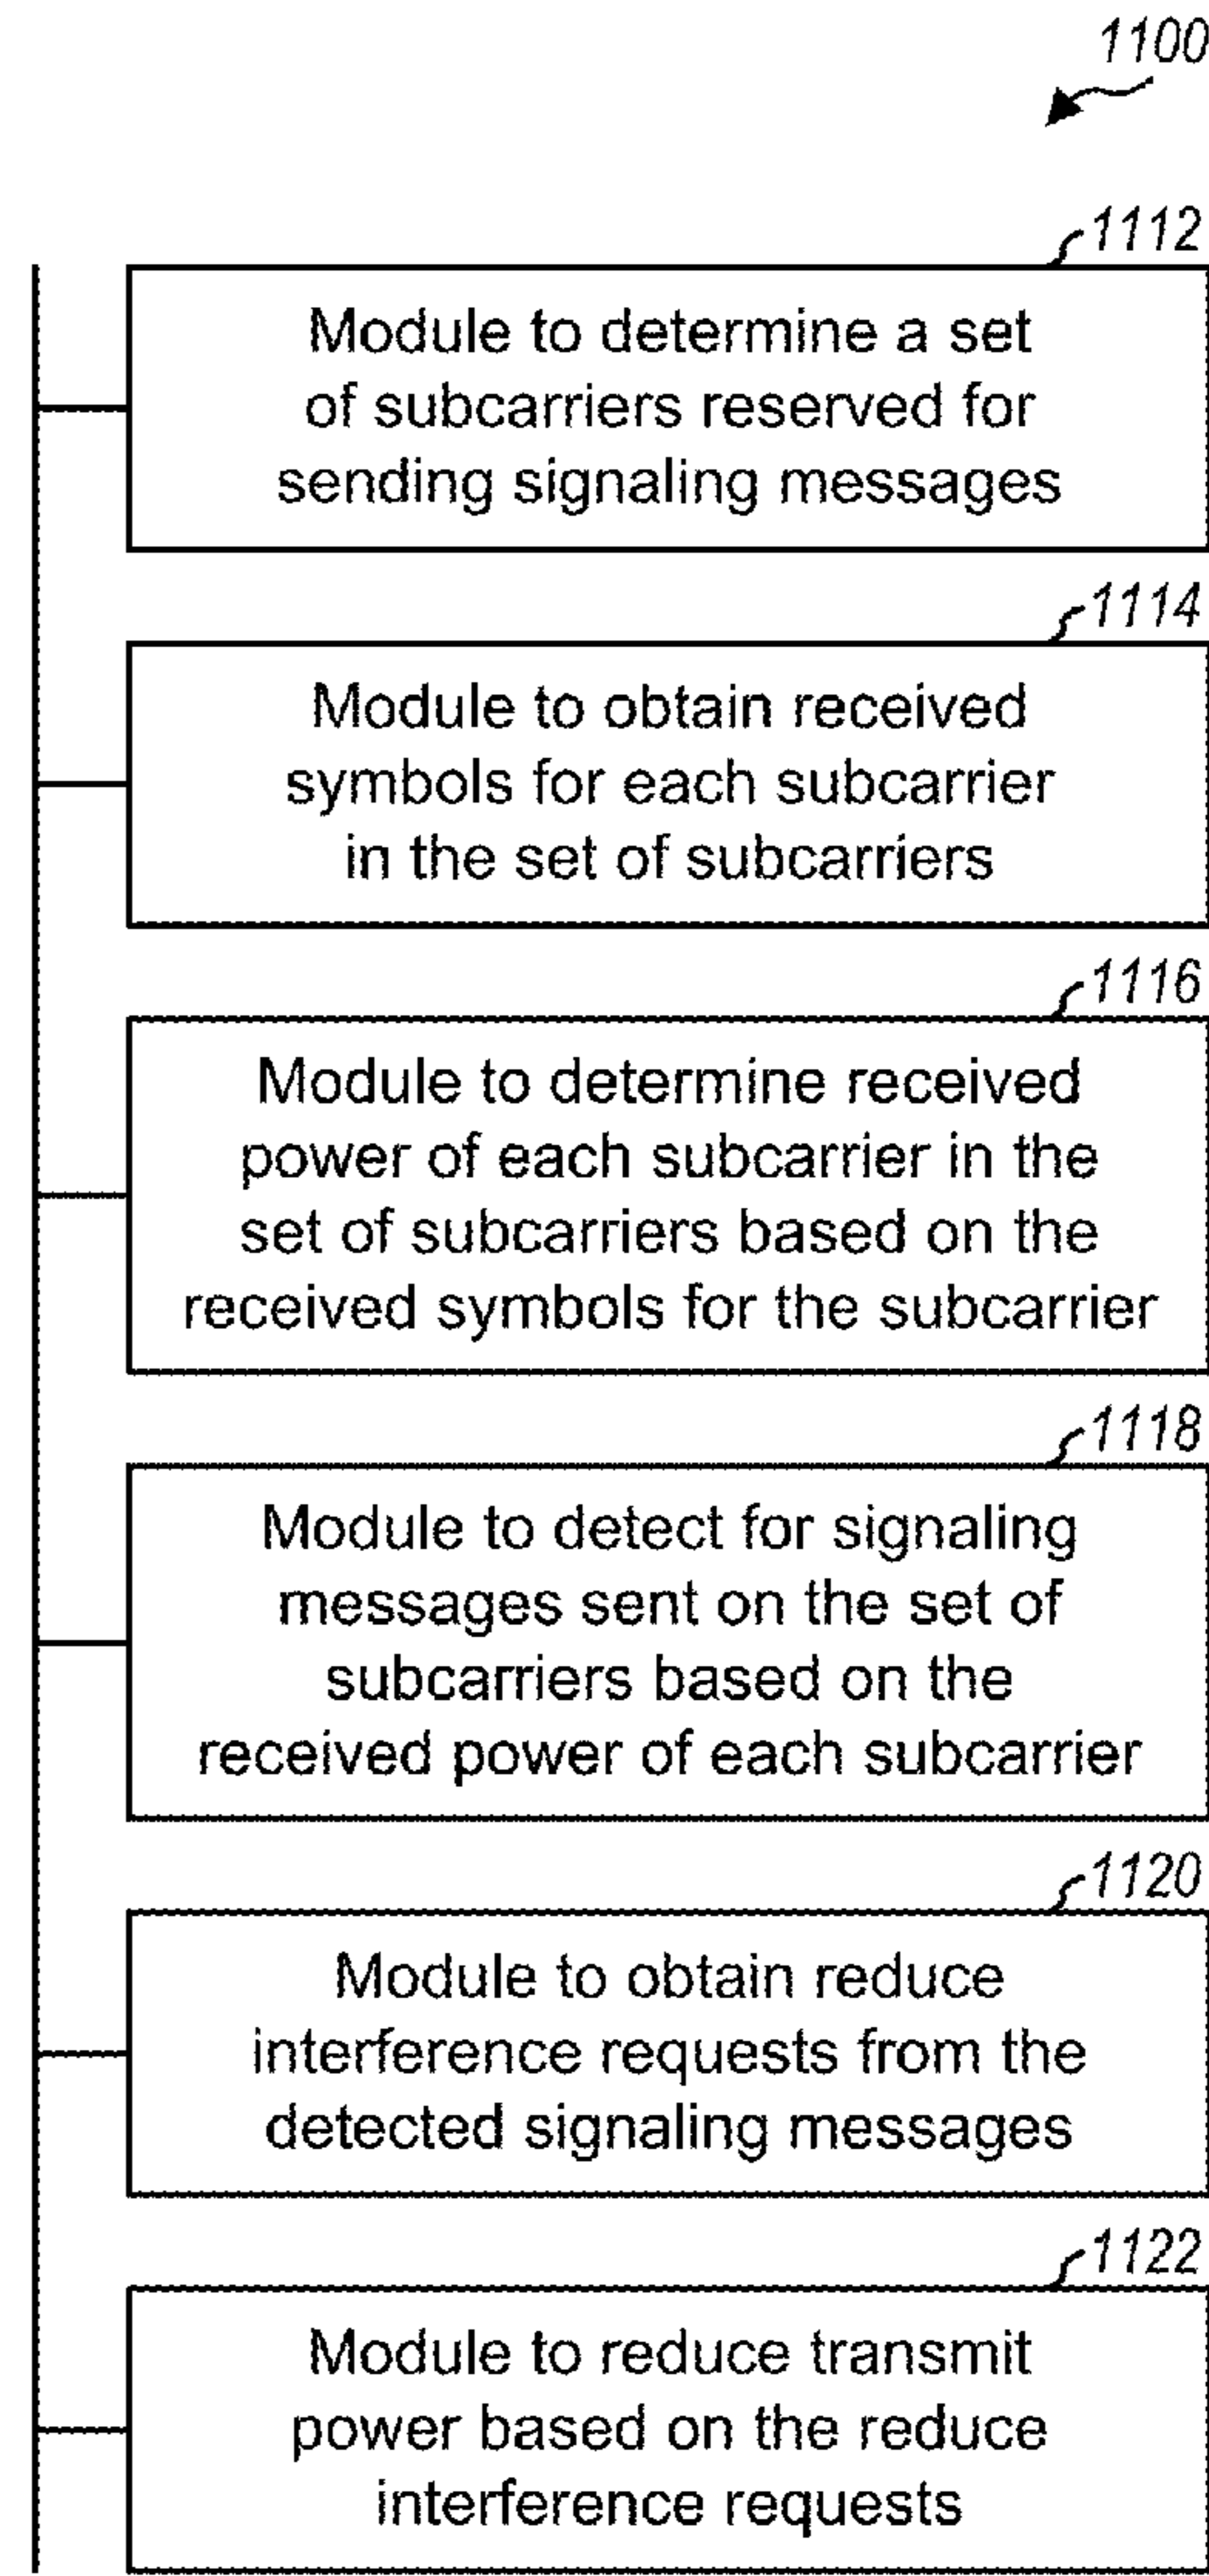 1100
1112
Module to determine a set
of subcarriers reserved for
sending signaling messages
1114
Module to obtain received
symbols for each subcarrier
in the set of subcarriers
1116
Module to determine received
power of each subcarrier in the
set of subcarriers based on the
received symbols for the subcarrier
1118
Module to detect for signaling
messages sent on the set of
subcarriers based on the
received power of each subcarrier
1120
Module to obtain reduce
interference requests from the
detected signaling messages
1122
Module to reduce transmit
power based on the reduce
interference requests